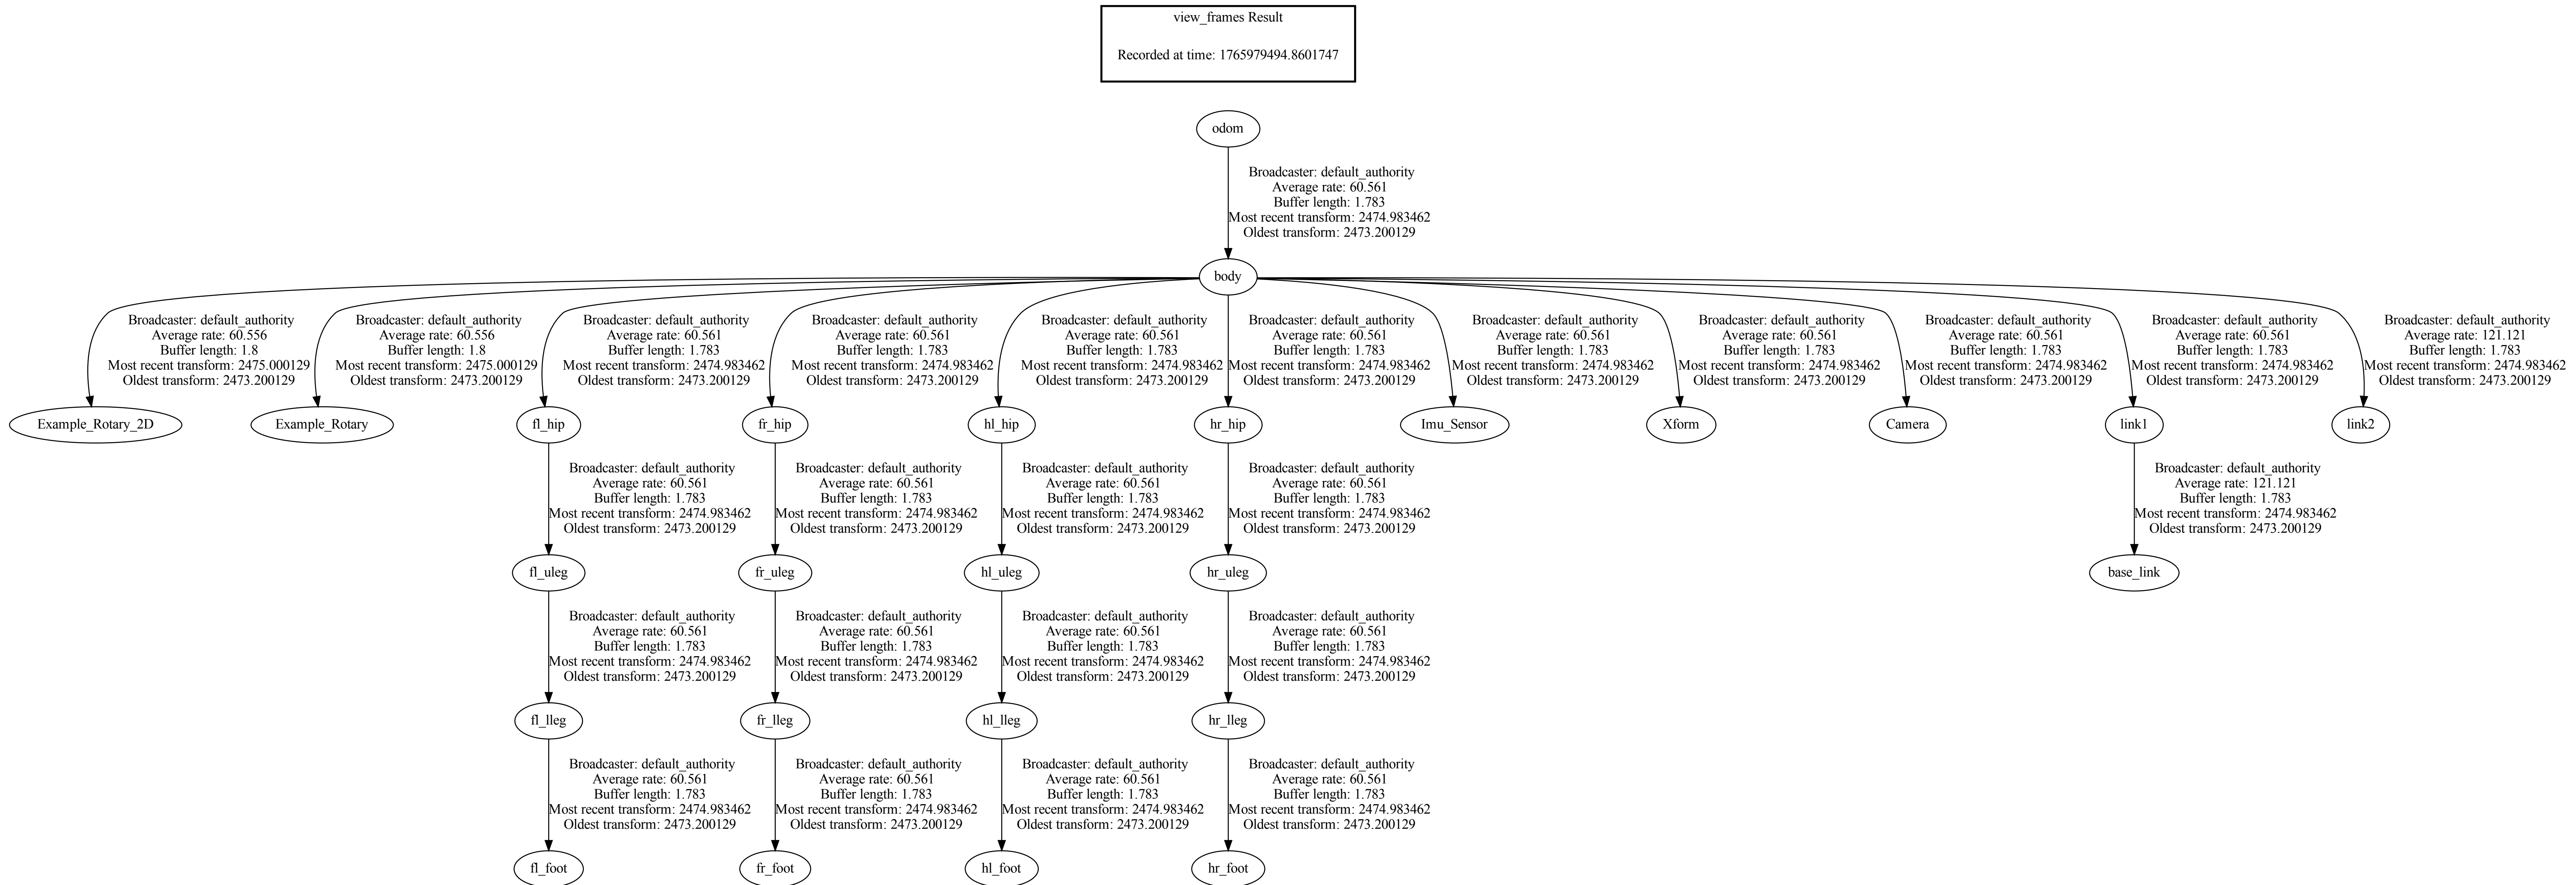 view_frames Result
Recorded at time: 1765979494.8601747
odom
Broadcaster: default_authority
Average rate: 60.561
Buffer length: 1.783
Most recent transform: 2474.983462
Oldest transform: 2473.200129
body
Broadcaster: default_authority
Average rate: 60.556
Buffer length: 1.8
Most recent transform: 2475.000129
Oldest transform: 2473.200129
Broadcaster: default_authority
Average rate: 60.556
Buffer length: 1.8
Most recent transform: 2475.000129
Oldest transform: 2473.200129
Broadcaster: default_authority
Average rate: 60.561
Buffer length: 1.783
Most recent transform: 2474.983462
Oldest transform: 2473.200129
Broadcaster: default_authority
Average rate: 60.561
Buffer length: 1.783
Most recent transform: 2474.983462
Oldest transform: 2473.200129
Broadcaster: default_authority
Average rate: 60.561
Buffer length: 1.783
Most recent transform: 2474.983462
Oldest transform: 2473.200129
Broadcaster: default_authority
Average rate: 60.561
Buffer length: 1.783
Most recent transform: 2474.983462
Oldest transform: 2473.200129
Broadcaster: default_authority
Average rate: 60.561
Buffer length: 1.783
Most recent transform: 2474.983462
Oldest transform: 2473.200129
Broadcaster: default_authority
Average rate: 60.561
Buffer length: 1.783
Most recent transform: 2474.983462
Oldest transform: 2473.200129
Broadcaster: default_authority
Average rate: 60.561
Buffer length: 1.783
Most recent transform: 2474.983462
Oldest transform: 2473.200129
Broadcaster: default_authority
Average rate: 60.561
Buffer length: 1.783
Most recent transform: 2474.983462
Oldest transform: 2473.200129
Broadcaster: default_authority
Average rate: 121.121
Buffer length: 1.783
Most recent transform: 2474.983462
Oldest transform: 2473.200129
Example_Rotary_2D
Example_Rotary
fl_hip
fr_hip
hl_hip
hr_hip
Imu_Sensor
Xform
Camera
link1
link2
Broadcaster: default_authority
Average rate: 60.561
Buffer length: 1.783
Most recent transform: 2474.983462
Oldest transform: 2473.200129
Broadcaster: default_authority
Average rate: 60.561
Buffer length: 1.783
Most recent transform: 2474.983462
Oldest transform: 2473.200129
Broadcaster: default_authority
Average rate: 60.561
Buffer length: 1.783
Most recent transform: 2474.983462
Oldest transform: 2473.200129
Broadcaster: default_authority
Average rate: 60.561
Buffer length: 1.783
Most recent transform: 2474.983462
Oldest transform: 2473.200129
Broadcaster: default_authority
Average rate: 121.121
Buffer length: 1.783
Most recent transform: 2474.983462
Oldest transform: 2473.200129
fl_uleg
fr_uleg
hl_uleg
hr_uleg
base_link
Broadcaster: default_authority
Average rate: 60.561
Buffer length: 1.783
Most recent transform: 2474.983462
Oldest transform: 2473.200129
Broadcaster: default_authority
Average rate: 60.561
Buffer length: 1.783
Most recent transform: 2474.983462
Oldest transform: 2473.200129
Broadcaster: default_authority
Average rate: 60.561
Buffer length: 1.783
Most recent transform: 2474.983462
Oldest transform: 2473.200129
Broadcaster: default_authority
Average rate: 60.561
Buffer length: 1.783
Most recent transform: 2474.983462
Oldest transform: 2473.200129
fl_lleg
fr_lleg
hl_lleg
hr_lleg
Broadcaster: default_authority
Average rate: 60.561
Buffer length: 1.783
Most recent transform: 2474.983462
Oldest transform: 2473.200129
Broadcaster: default_authority
Average rate: 60.561
Buffer length: 1.783
Most recent transform: 2474.983462
Oldest transform: 2473.200129
Broadcaster: default_authority
Average rate: 60.561
Buffer length: 1.783
Most recent transform: 2474.983462
Oldest transform: 2473.200129
Broadcaster: default_authority
Average rate: 60.561
Buffer length: 1.783
Most recent transform: 2474.983462
Oldest transform: 2473.200129
fl_foot
fr_foot
hl_foot
hr_foot